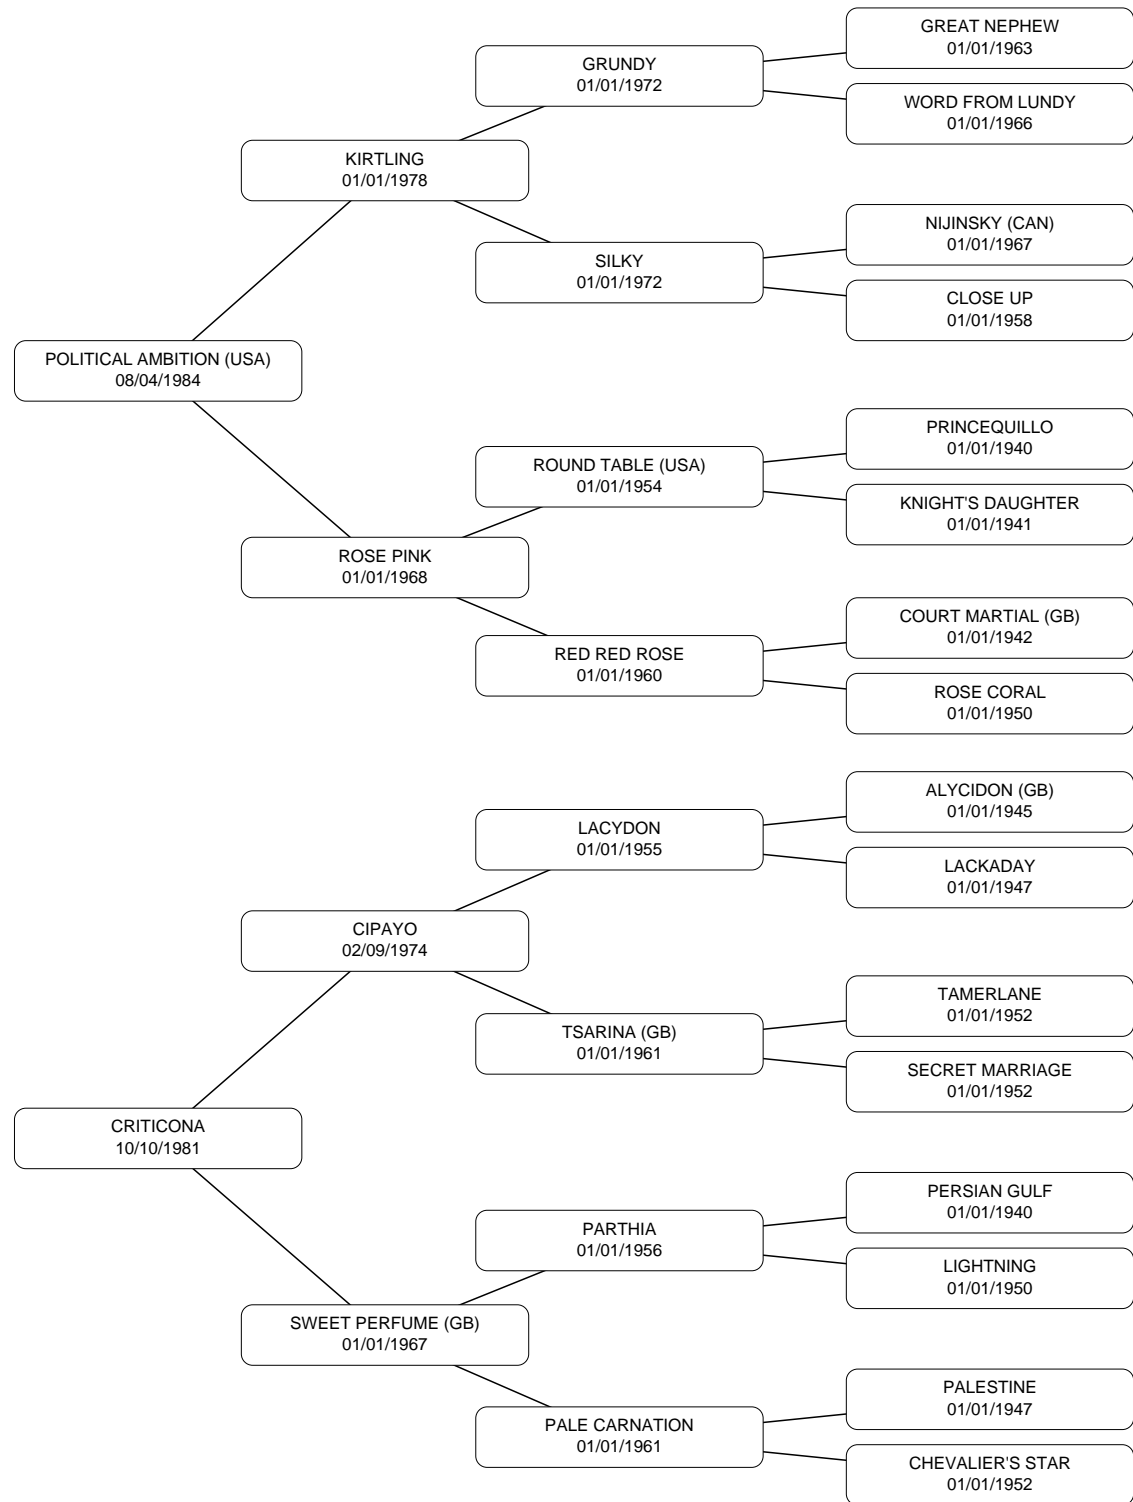 GREAT NEPHEW
01/01/1963
GRUNDY
01/01/1972
WORD FROM LUNDY
01/01/1966
KIRTLING
01/01/1978
NIJINSKY (CAN)
01/01/1967
SILKY
01/01/1972
CLOSE UP
01/01/1958
POLITICAL AMBITION (USA)
08/04/1984
PRINCEQUILLO
01/01/1940
ROUND TABLE (USA)
01/01/1954
KNIGHT'S DAUGHTER
01/01/1941
ROSE PINK
01/01/1968
COURT MARTIAL (GB)
01/01/1942
RED RED ROSE
01/01/1960
ROSE CORAL
01/01/1950
ALYCIDON (GB)
01/01/1945
LACYDON
01/01/1955
LACKADAY
01/01/1947
CIPAYO
02/09/1974
TAMERLANE
01/01/1952
TSARINA (GB)
01/01/1961
SECRET MARRIAGE
01/01/1952
CRITICONA
10/10/1981
PERSIAN GULF
01/01/1940
PARTHIA
01/01/1956
LIGHTNING
01/01/1950
SWEET PERFUME (GB)
01/01/1967
PALESTINE
01/01/1947
PALE CARNATION
01/01/1961
CHEVALIER'S STAR
01/01/1952